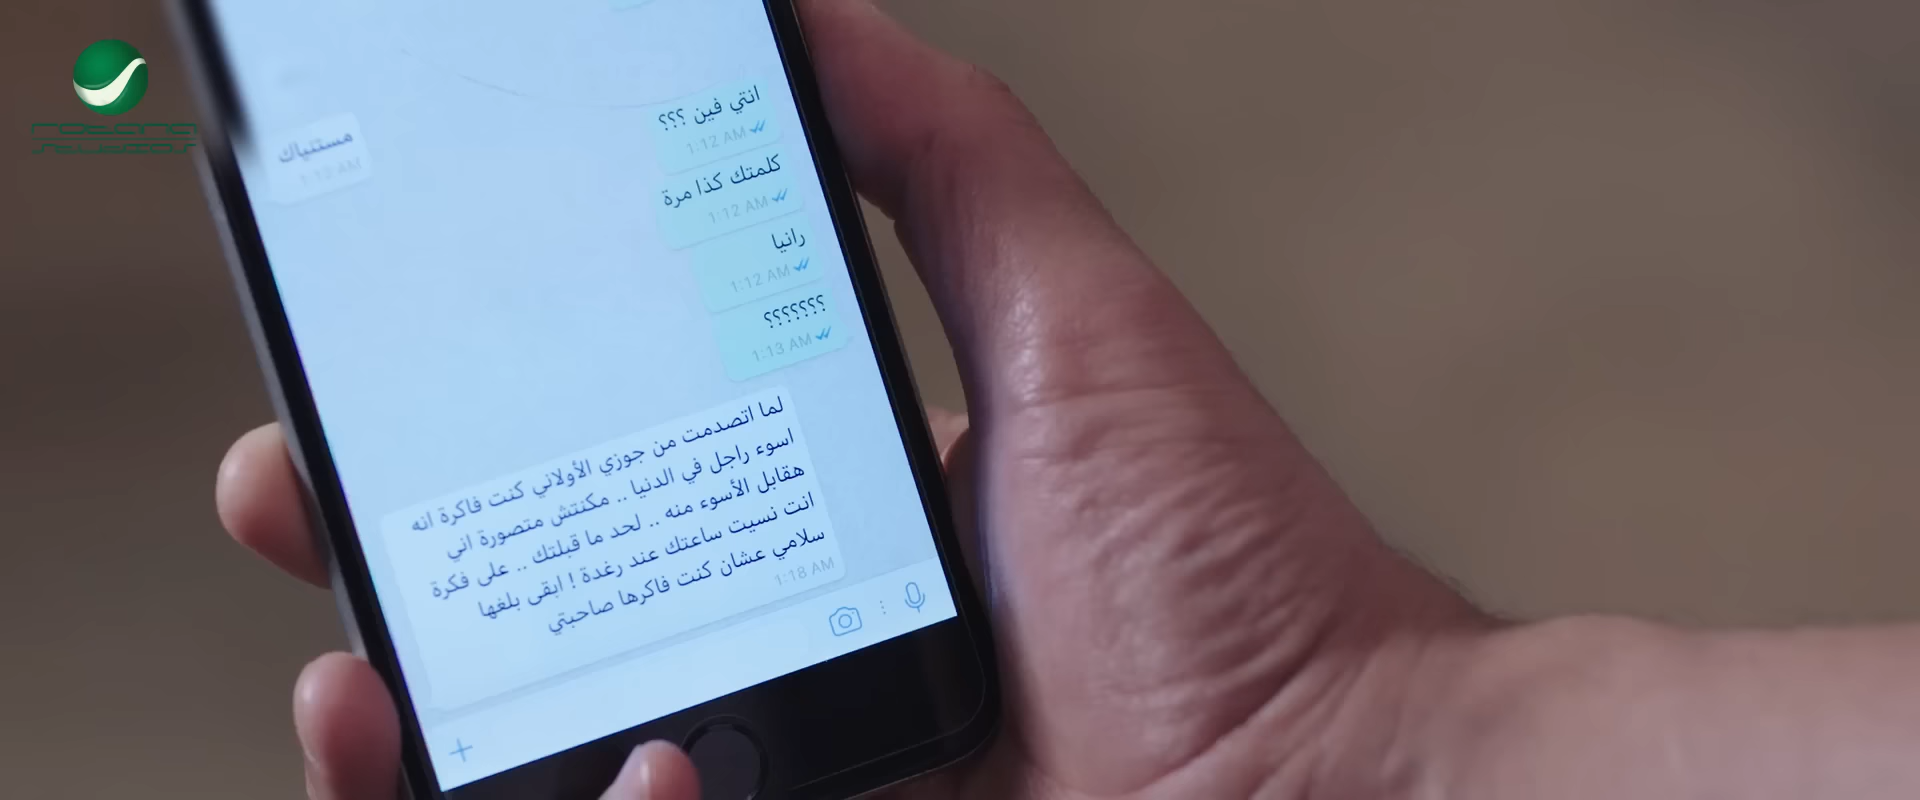 rotana
مستنياك
1:12 AM
انتي فين ؟؟؟
1:12 AM
كلمتك كذا مرة
1:12 AM
رانيا
1:12 AM
؟؟؟؟؟؟؟
1:13 AM
لما اتصدمت من جوزي الأولاني كنت فاكرة انه
اسوء راجل في الدنيا .. مكنتش متصورة اني
هقابل الأسوء منه .. لحد ما قبلتك .. على فكرة
انت نسيت ساعتك عند رغدة ! ابقى بلغها
سلامي عشان كنت فاكرها صاحبتي
1:18 AM